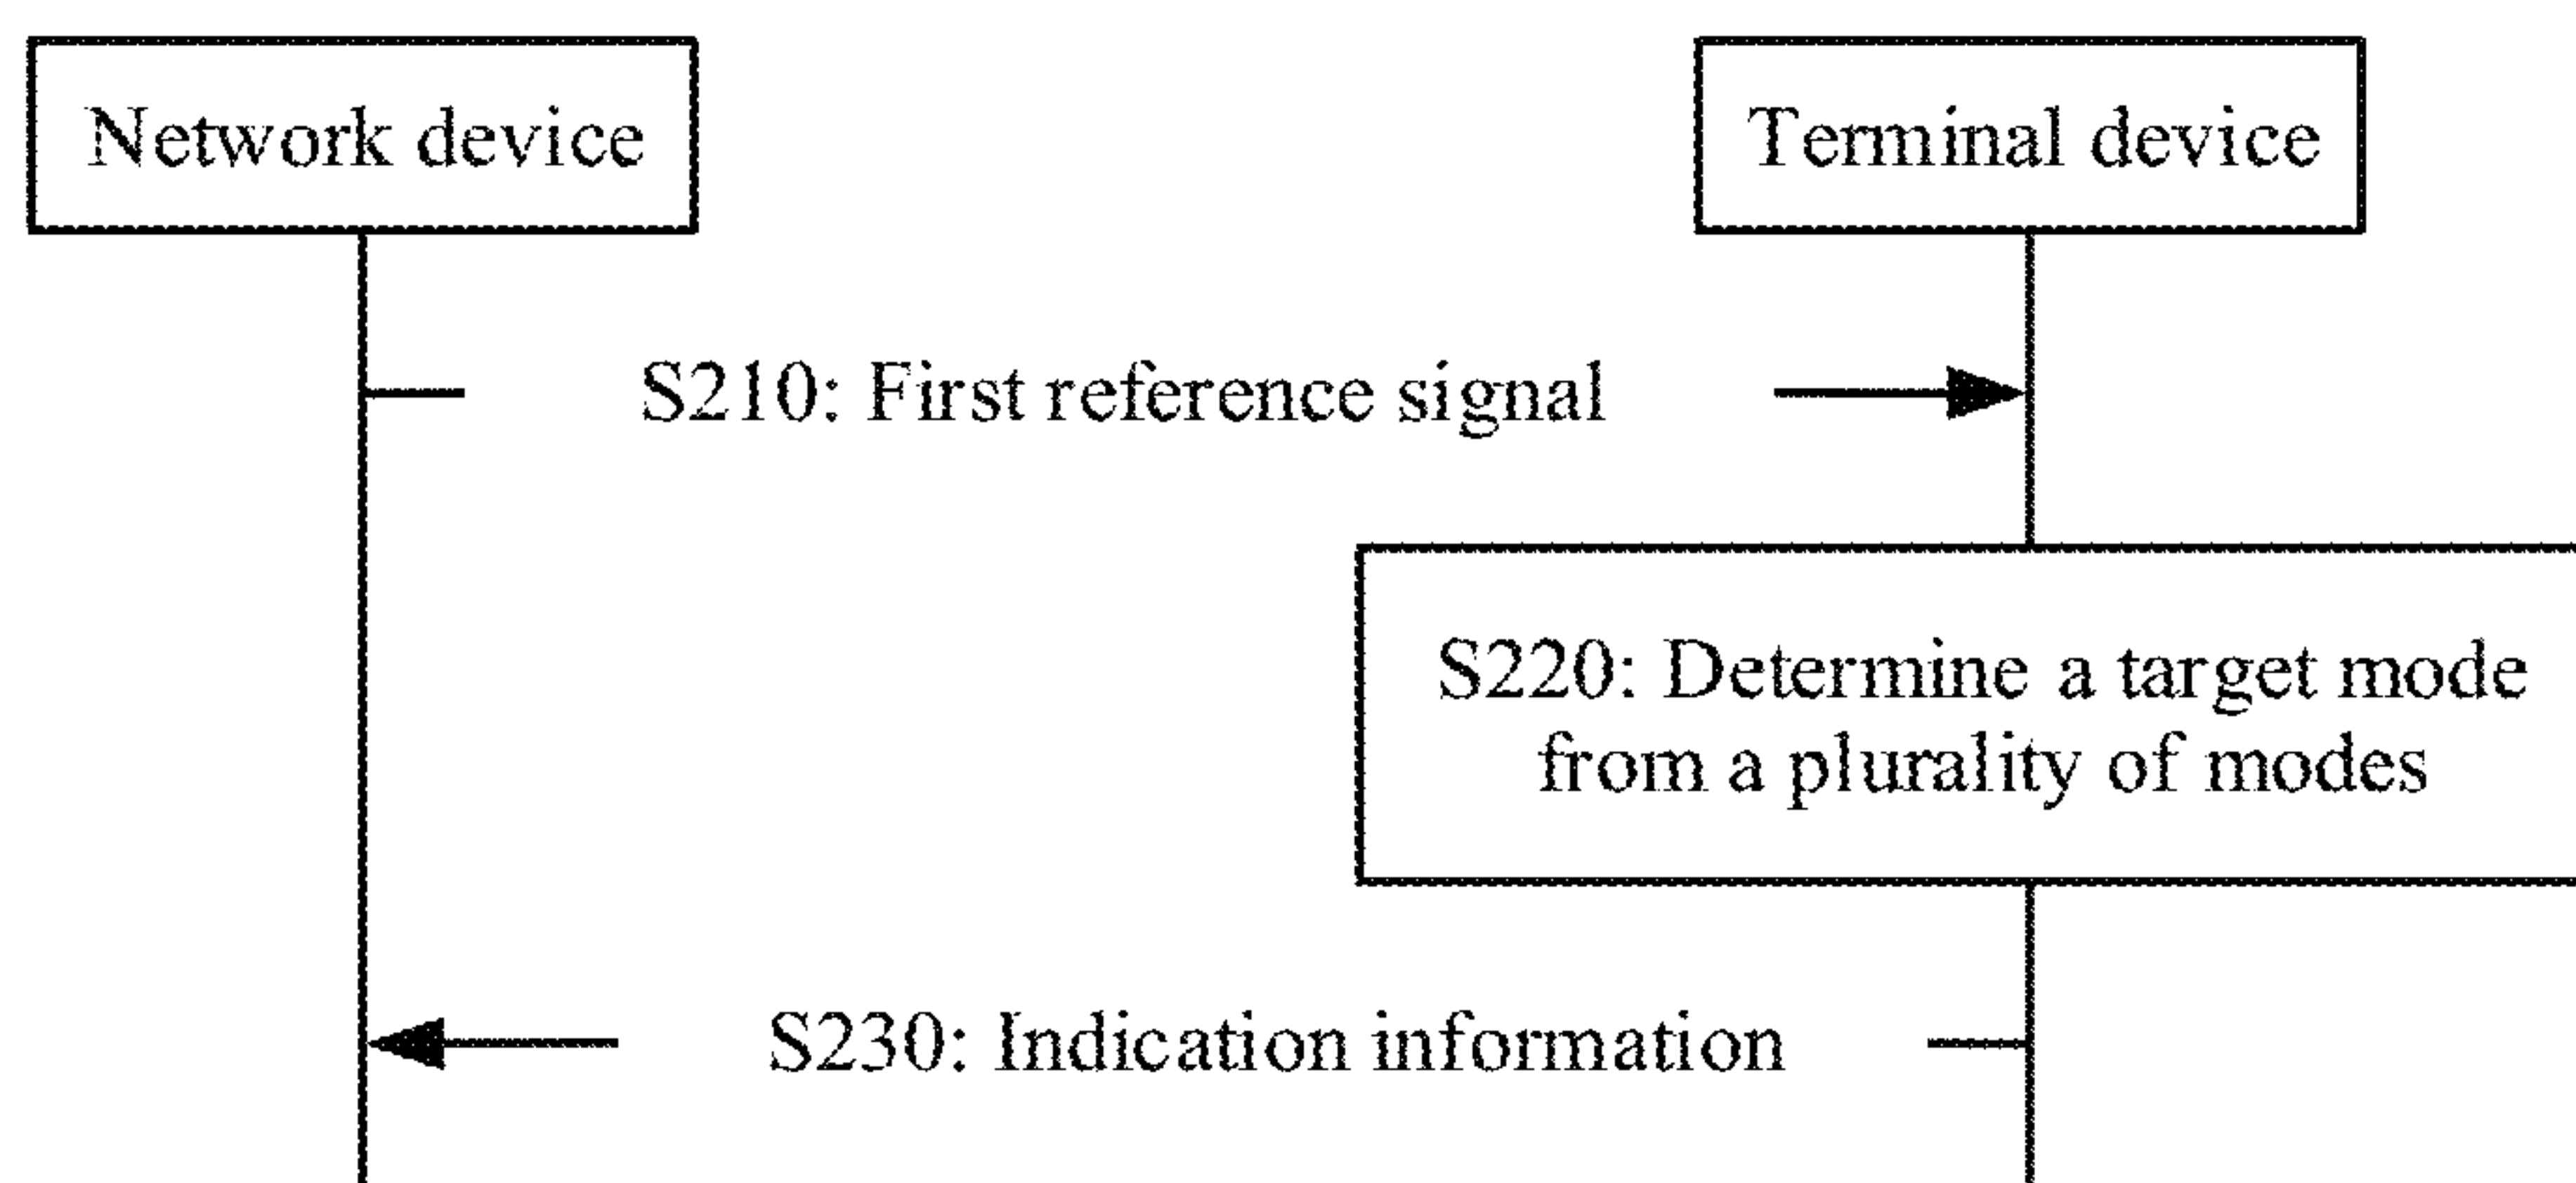 Network device
Terminal device
S210: First reference signal
S220: Determine a target mode
from a plurality of modes
S230: Indication information